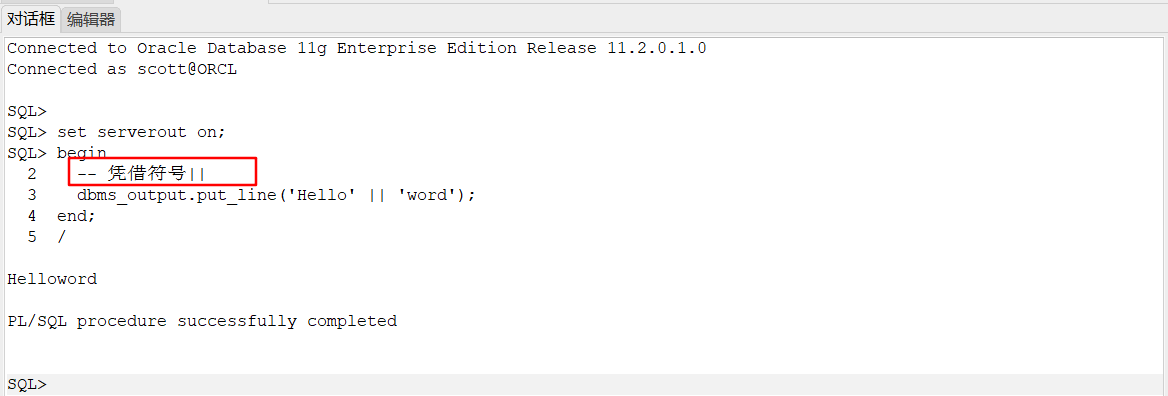 对话框 编辑器
Connected to Oracle Database 11g Enterprise Edition Release 11.2.0.1.0
Connected as scott@ORCL
SQL>
SQL> set serverout on;
SQL> begin
2 -- 凭借符号||
3 dbms_output.put_line('Hello' || 'word');
4 end;
5 /
Helloword
PL/SQL procedure successfully completed
SQL>